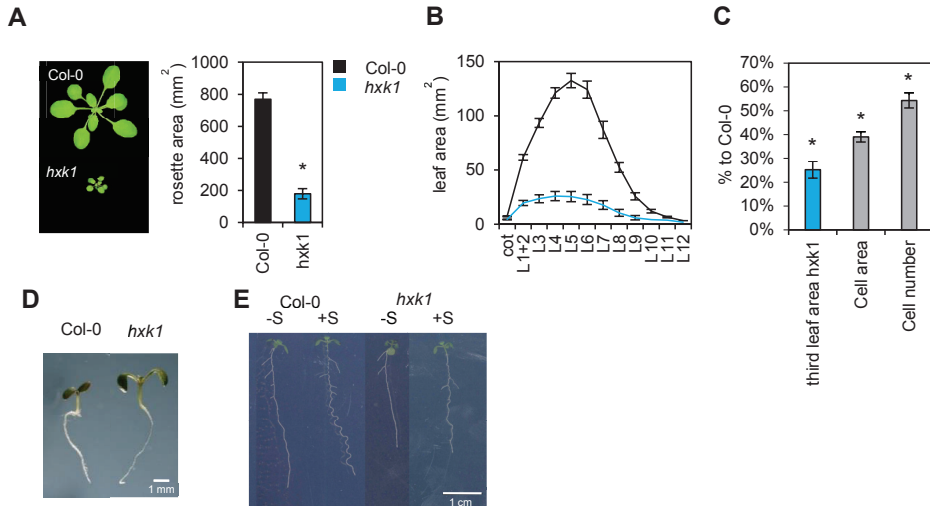 A
Col-0
hxk1
rosette area (mm²)
1000
800
600
400
200
0
*
Col-0
hxk1
Col-0
hxk1
B
leaf area (mm²)
150
100
50
0
cot
L1+2
L3
L4
L5
L6
L7
L8
L9
L10
L11
L12
C
% to Col-0
70%
60%
50%
40%
30%
20%
10%
0%
*
*
*
third leaf area hxk1
Cell area
Cell number
D
Col-0 hxk1
1 mm
E
Col-0 hxk1
-S +S -S +S
1 cm